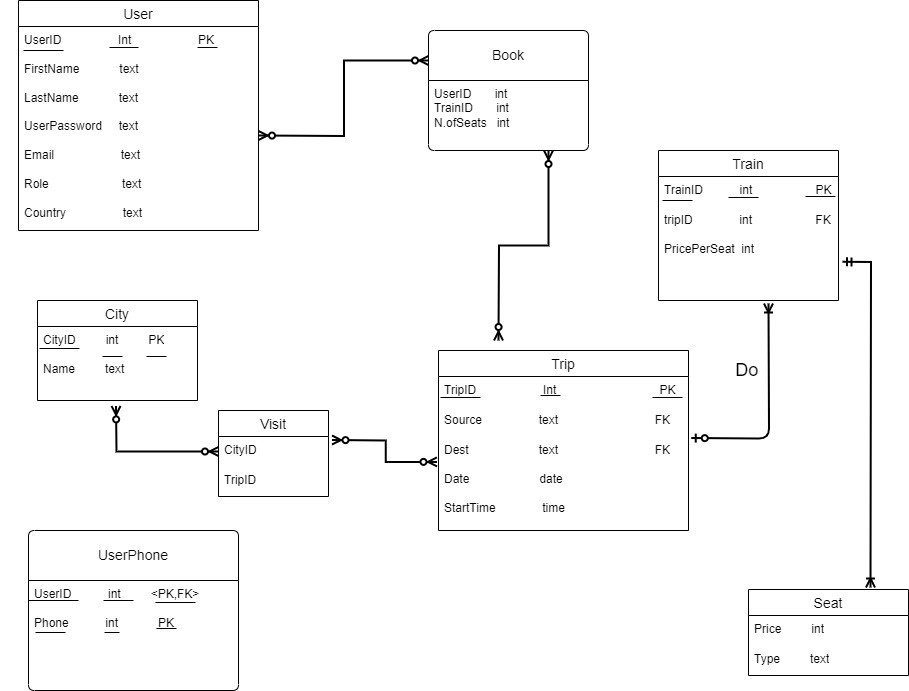 User
UserID Int PK
FirstName text
LastName text
UserPassword text
Email text
Role text
Country text
Book
UserID int
TrainID int
N.ofSeats int
Train
TrainID int PK
tripID int FK
PricePerSeat int
City
CityID int PK
Name text
Do
Trip
TripID Int PK
Source text FK
Dest text FK
Date date
StartTime time
Visit
CityID
TripID
UserPhone
UserID int <PK,FK>
Phone int PK
Seat
Price int
Type text